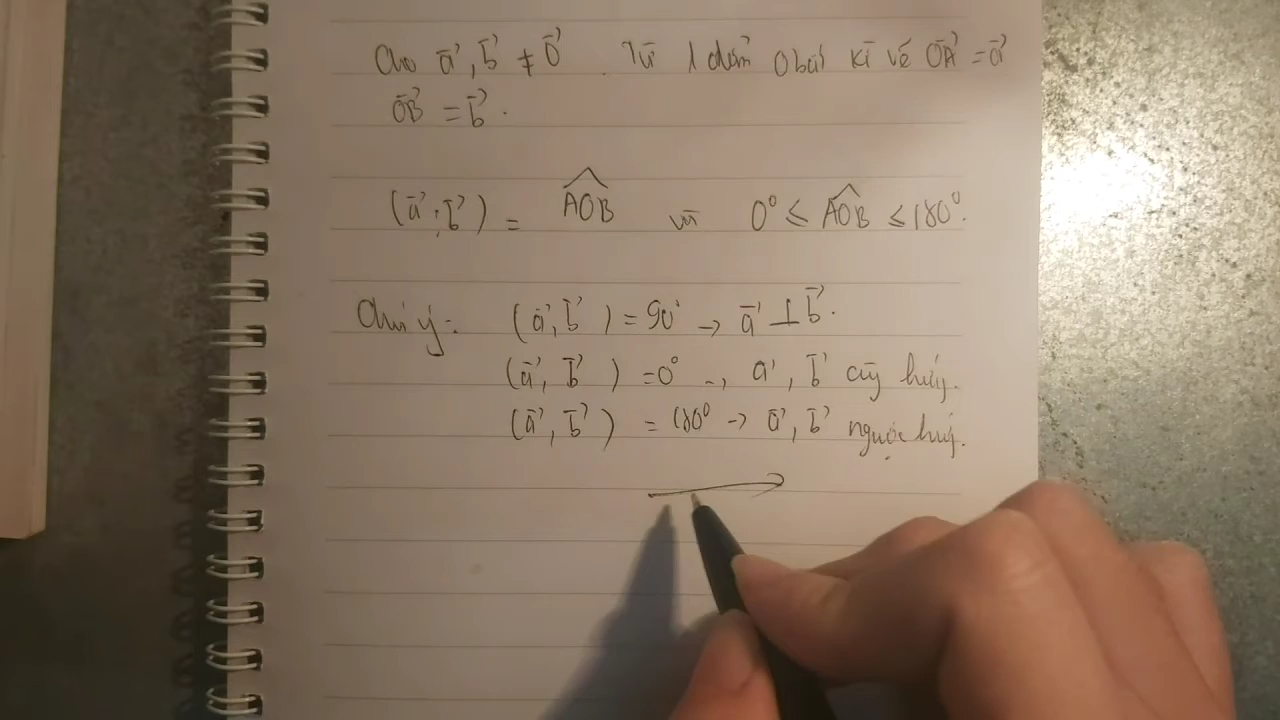 Cho a⃗, b⃗ ≠ 0⃗. Từ 1 điểm O bất kì vẽ OA⃗ = a⃗
OB⃗ = b⃗.
(a⃗; b⃗) = AOB với 0° ≤ AOB ≤ 180°.
Chú ý: (a⃗, b⃗) = 90° → a⃗ ⊥ b⃗.
(a⃗, b⃗) = 0° → a⃗, b⃗ cùng hướng.
(a⃗, b⃗) = 180° → a⃗, b⃗ ngược hướng.